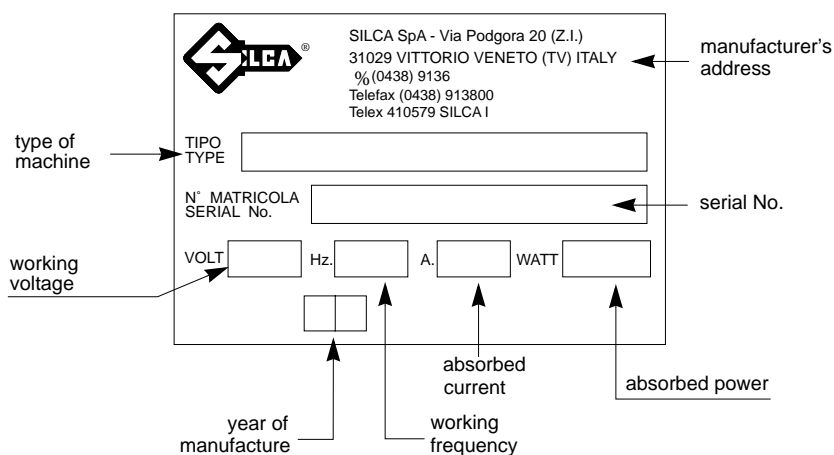 SILCA
®
SILCA SpA - Via Podgora 20 (Z.I.)
31029 VITTORIO VENETO (TV) ITALY
% (0438) 9136
Telefax (0438) 913800
Telex 410579 SILCA I
manufacturer's
address
type of
machine
TIPO
TYPE
N° MATRICOLA
SERIAL No.
serial No.
working
voltage
VOLT
Hz.
A.
WATT
absorbed
current
absorbed power
year of
manufacture
working
frequency